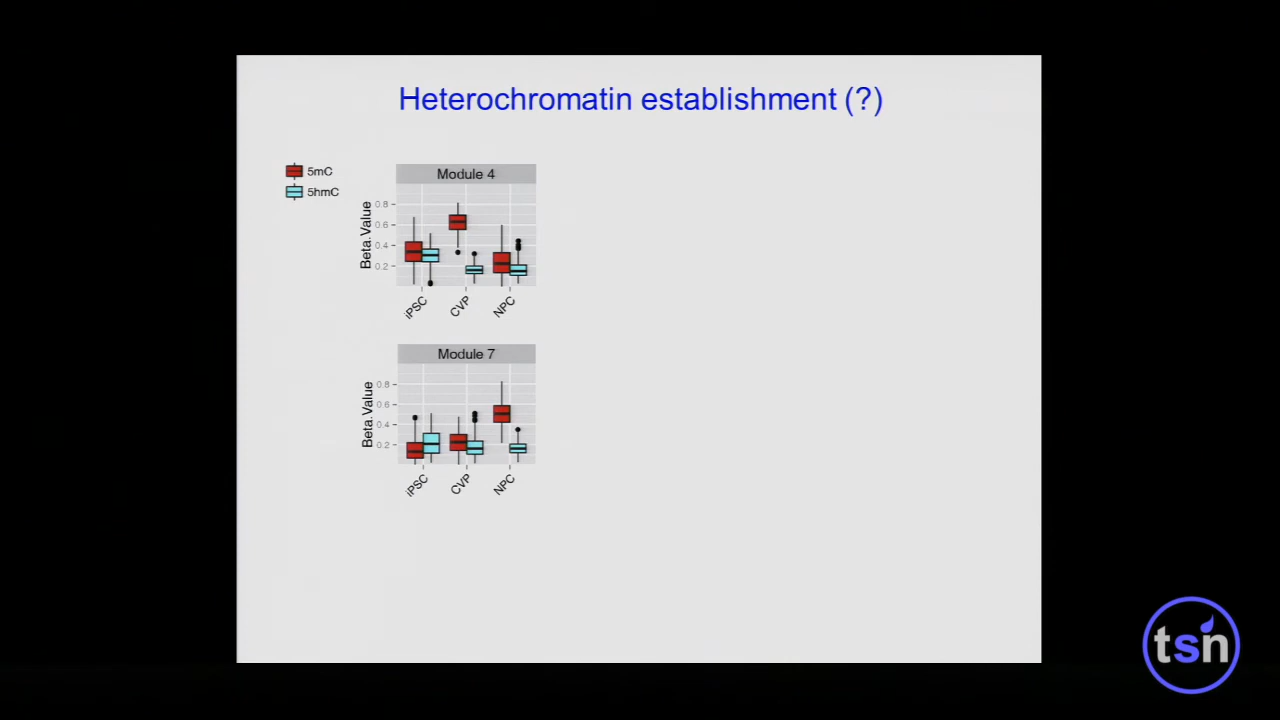 Heterochromatin establishment (?)
5mC
5hmC
Module 4
Beta.Value
0.8
0.6
0.4
0.2
iPSC
CVP
NPC
Module 7
Beta.Value
0.8
0.6
0.4
0.2
iPSC
CVP
NPC
tsn